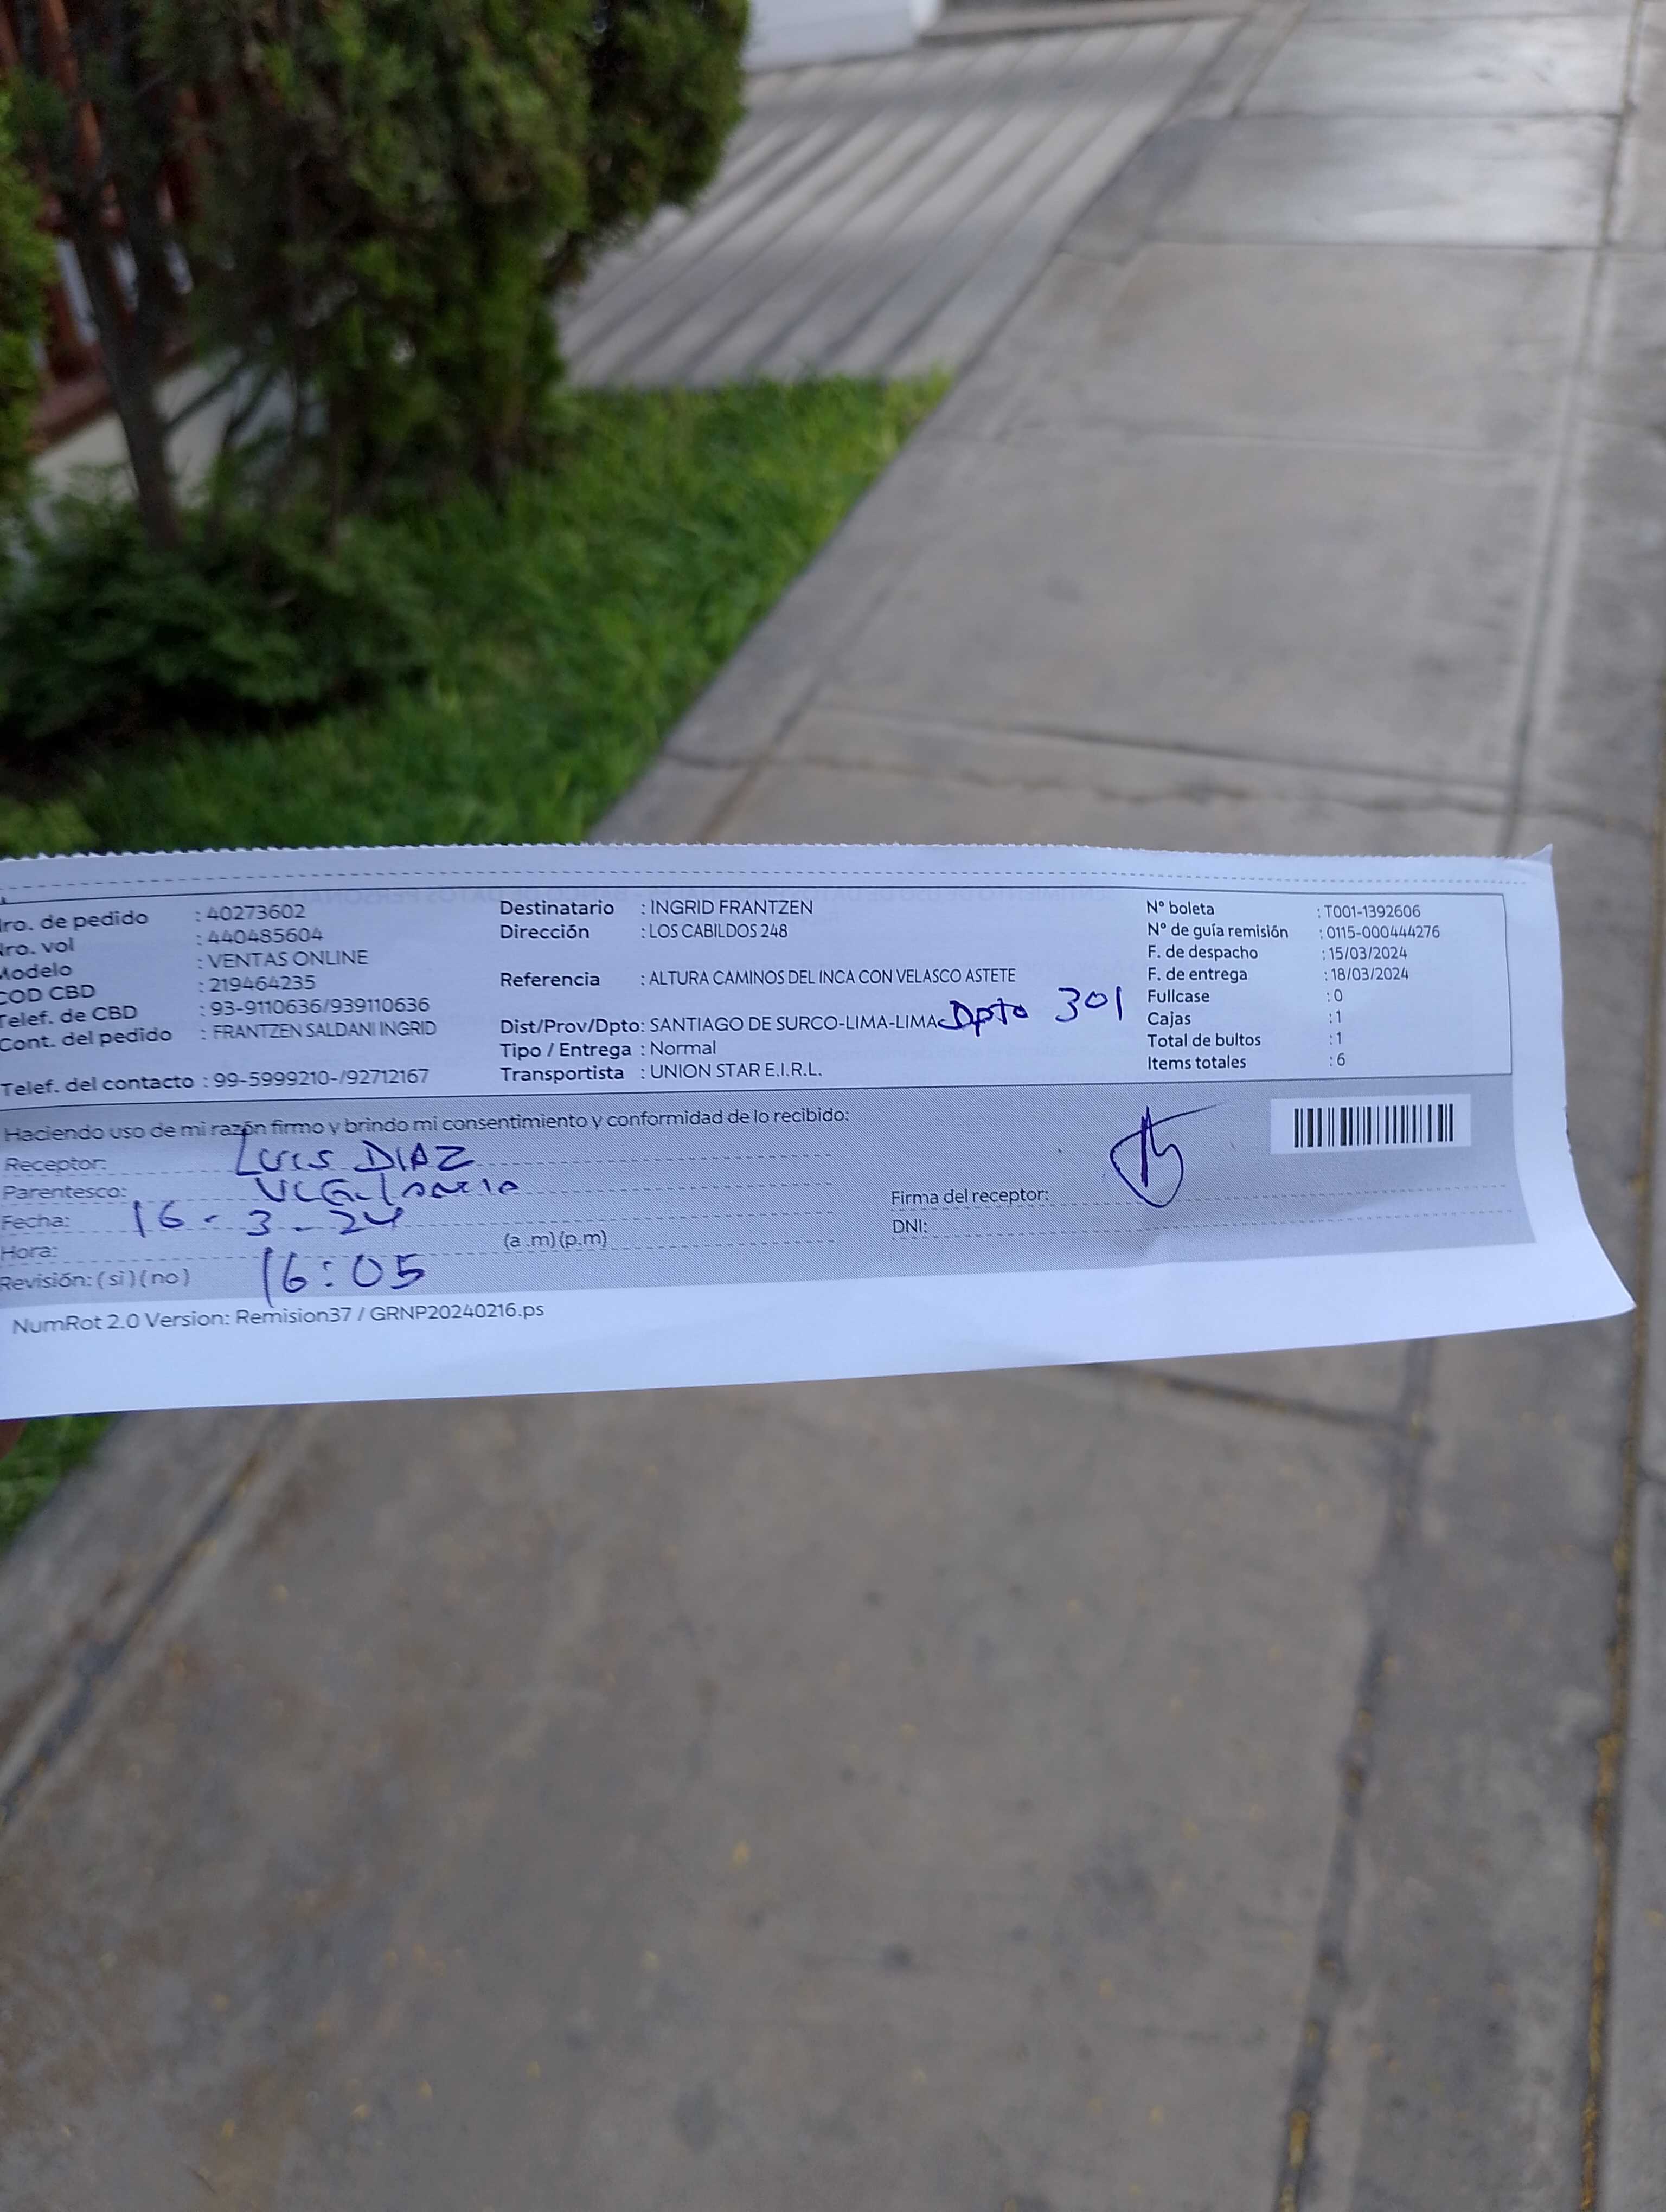 ro. de pedido : 40273602
ro. vol : 440485604
Modelo : VENTAS ONLINE
COD CBD : 219464235
Telef. de CBD : 93-9110636/939110636
Cont. del pedido : FRANTZEN SALDANI INGRID
Telef. del contacto : 99-5999210-/92712167
Destinatario : INGRID FRANTZEN
Dirección : LOS CABILDOS 248
Referencia : ALTURA CAMINOS DEL INCA CON VELASCO ASTETE
Dpto 301
Dist/Prov/Dpto: SANTIAGO DE SURCO-LIMA-LIMA
Tipo / Entrega : Normal
Transportista : UNION STAR E.I.R.L.
N° boleta : T001-1392606
N° de guía remisión : 0115-000444276
F. de despacho : 15/03/2024
F. de entrega : 18/03/2024
Fullcase : 0
Cajas : 1
Total de bultos : 1
Items totales : 6
Haciendo uso de mi razón firmo y brindo mi consentimiento y conformidad de lo recibido:
Receptor: LUIS DIAZ
Parentesco: VIGILANCIA
Fecha: 16-3-24
Hora: 16:05 (a .m) (p.m)
Revisión: ( si ) ( no )
Firma del receptor:
DNI:
NumRot 2.0 Version: Remision37 / GRNP20240216.ps